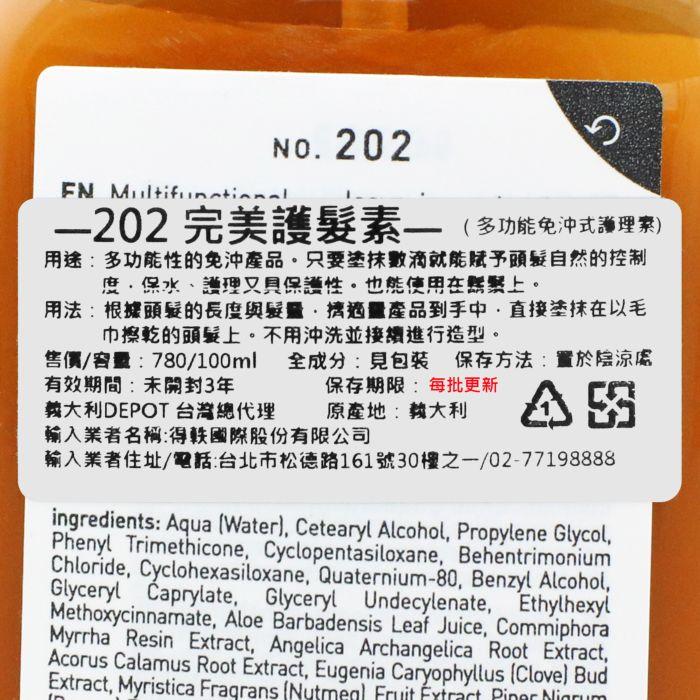 NO. 202
EN Multifunctional
—202 完美護髮素— (多功能免沖式護理素)
用途：多功能性的免沖產品。只要塗抹數滴就能賦予頭髮自然的控制
度，保水、護理又具保護性。也能使用在鬍鬚上。
用法：根據頭髮的長度與髮量，擠適量產品到手中，直接塗抹在以毛
巾擦乾的頭髮上。不用沖洗並接續進行造型。
售價/容量：780/100ml 全成分：見包裝 保存方法：置於陰涼處
有效期間：未開封3年 保存期限：每批更新
義大利DEPOT 台灣總代理 原產地：義大利
1
輸入業者名稱:得軼國際股份有限公司
輸入業者住址/電話:台北市松德路161號30樓之一/02-77198888
ingredients: Aqua (Water), Cetearyl Alcohol, Propylene Glycol,
Phenyl Trimethicone, Cyclopentasiloxane, Behentrimonium
Chloride, Cyclohexasiloxane, Quaternium-80, Benzyl Alcohol,
Glyceryl Caprylate, Glyceryl Undecylenate, Ethylhexyl
Methoxycinnamate, Aloe Barbadensis Leaf Juice, Commiphora
Myrrha Resin Extract, Angelica Archangelica Root Extract,
Acorus Calamus Root Extract, Eugenia Caryophyllus (Clove) Bud
Extract, Myristica Fragrans (Nutmeg) Fruit Extract, Piper Nigrum